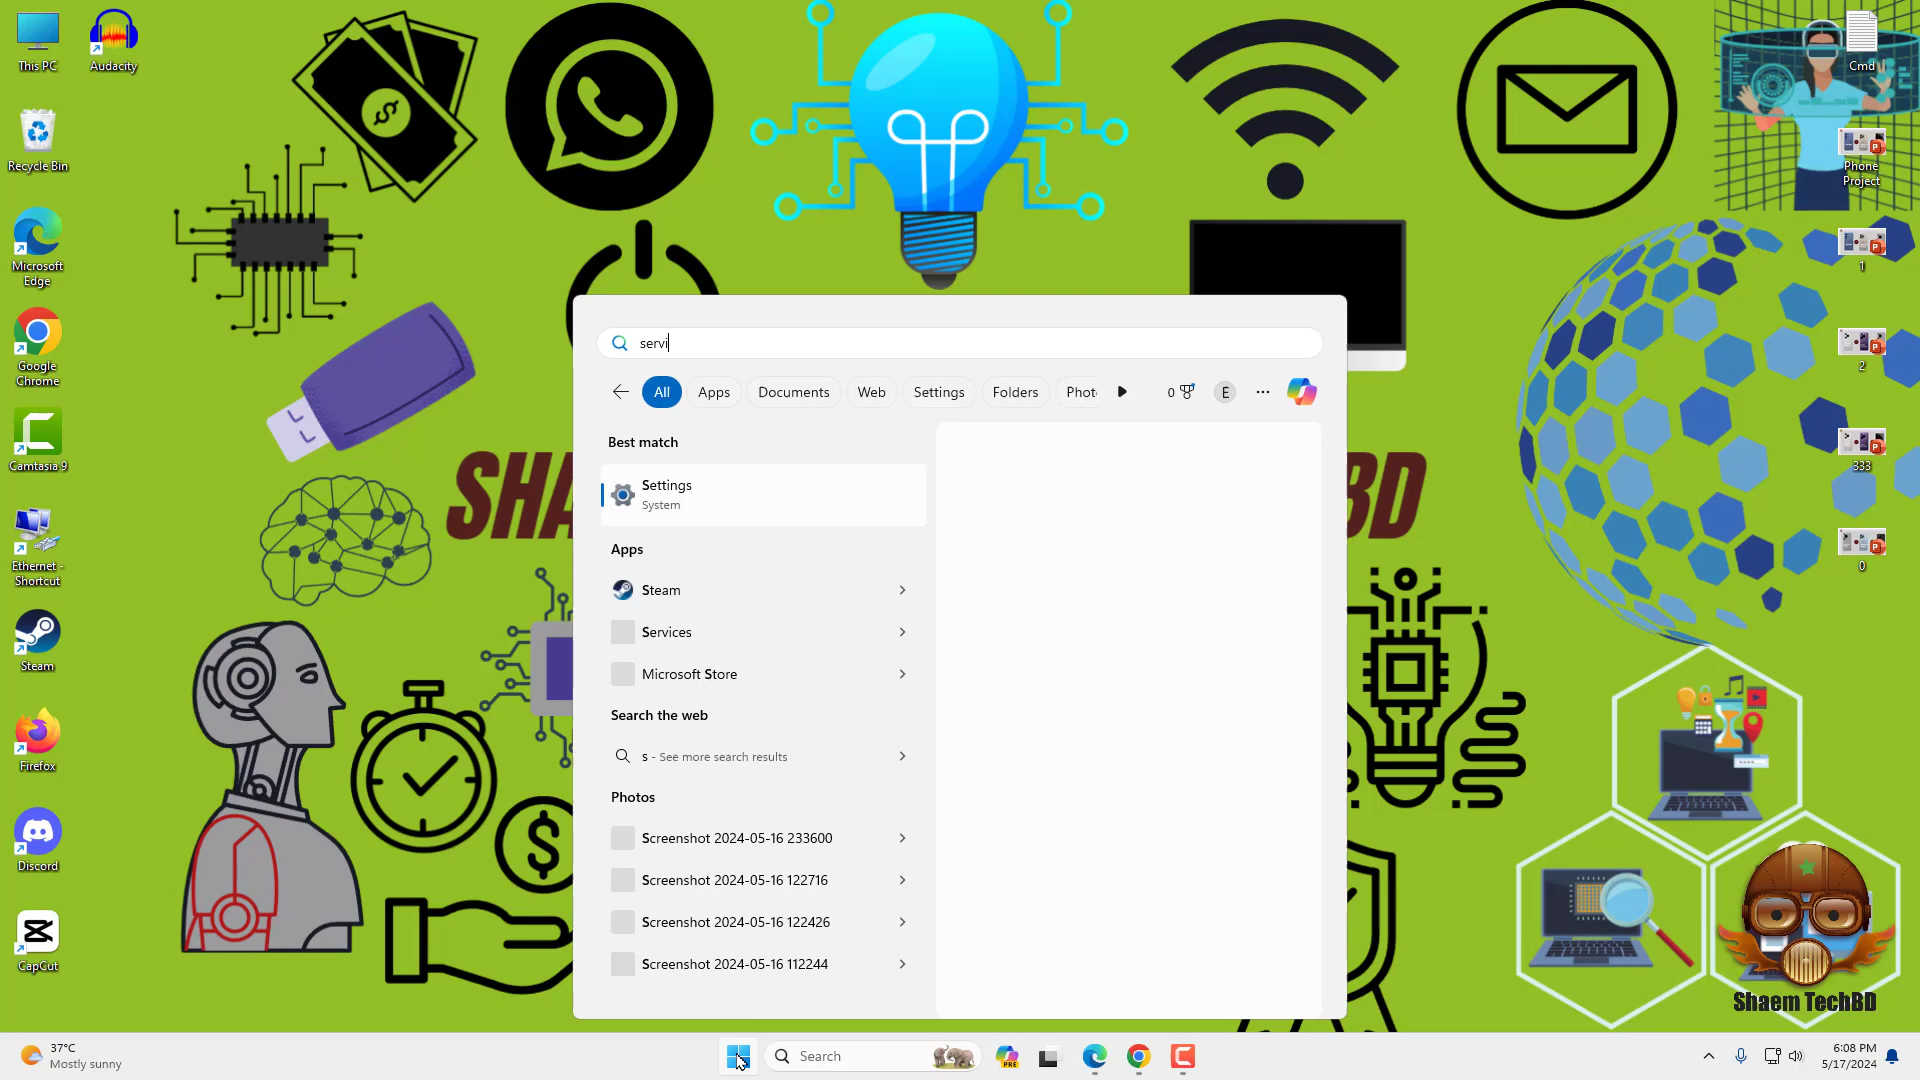 This PC
Audacity
Recycle Bin
Microsoft
Edge
Google
Chrome
Camtasia 9
Ethernet -
Shortcut
Steam
Firefox
Discord
CapCut
SHA
BD
servi
All
Apps
Documents
Web
Settings
Folders
Phot
0
E
Best match
Settings
System
Apps
Steam
Services
Microsoft Store
Search the web
s - See more search results
Photos
Screenshot 2024-05-16 233600
Screenshot 2024-05-16 122716
Screenshot 2024-05-16 122426
Screenshot 2024-05-16 112244
Cmd
Phone
Project
1
2
333
0
Shaem TechBD
37°C
Mostly sunny
Search
PRE
6:08 PM
5/17/2024